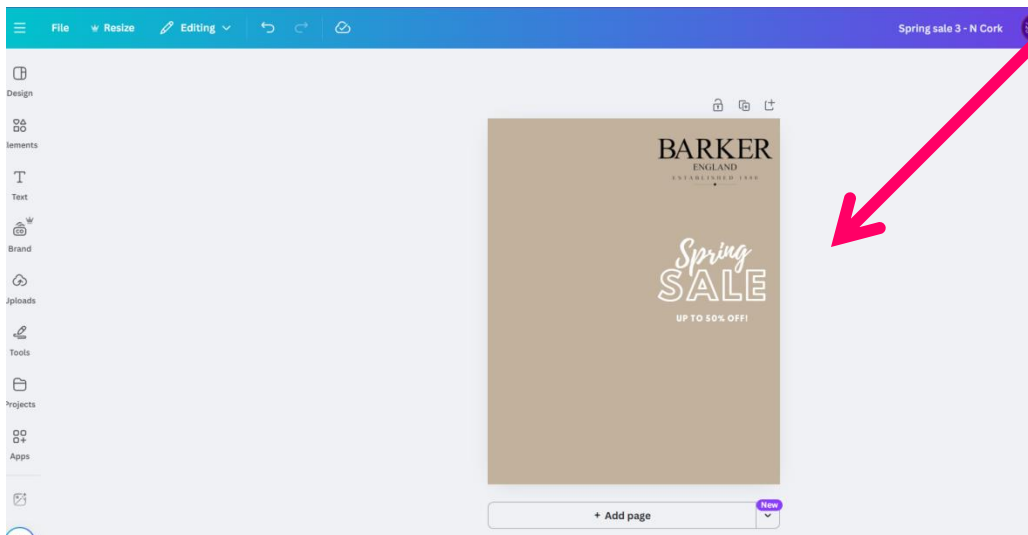 File Resize Editing Spring sale 3 - N Cork
Design
lements
Text
Brand
Uploads
Tools
Projects
Apps
BARKER
ENGLAND
ESTABLISHED 1880
Spring
SALE
UP TO 50% OFF!
+ Add page
New